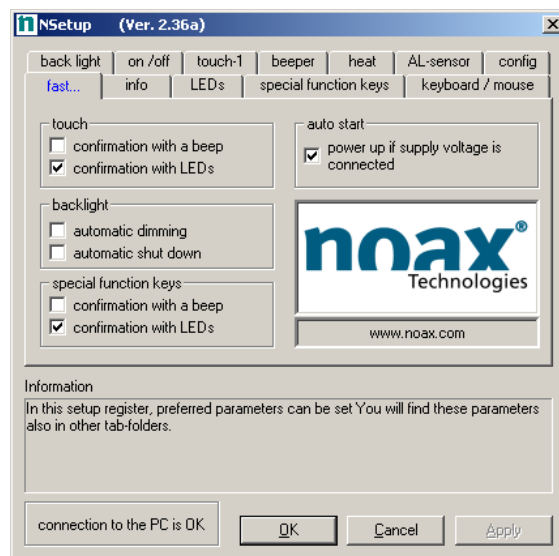 NSetup (Ver. 2.36a)
back light on /off touch-1 beeper heat AL-sensor config
fast... info LEDs special function keys keyboard / mouse
touch
confirmation with a beep
confirmation with LEDs
auto start
power up if supply voltage is
connected
backlight
automatic dimming
automatic shut down
special function keys
confirmation with a beep
confirmation with LEDs
noax®
Technologies
www.noax.com
Information
In this setup register, preferred parameters can be set You will find these parameters
also in other tab-folders.
connection to the PC is OK
OK Cancel Apply